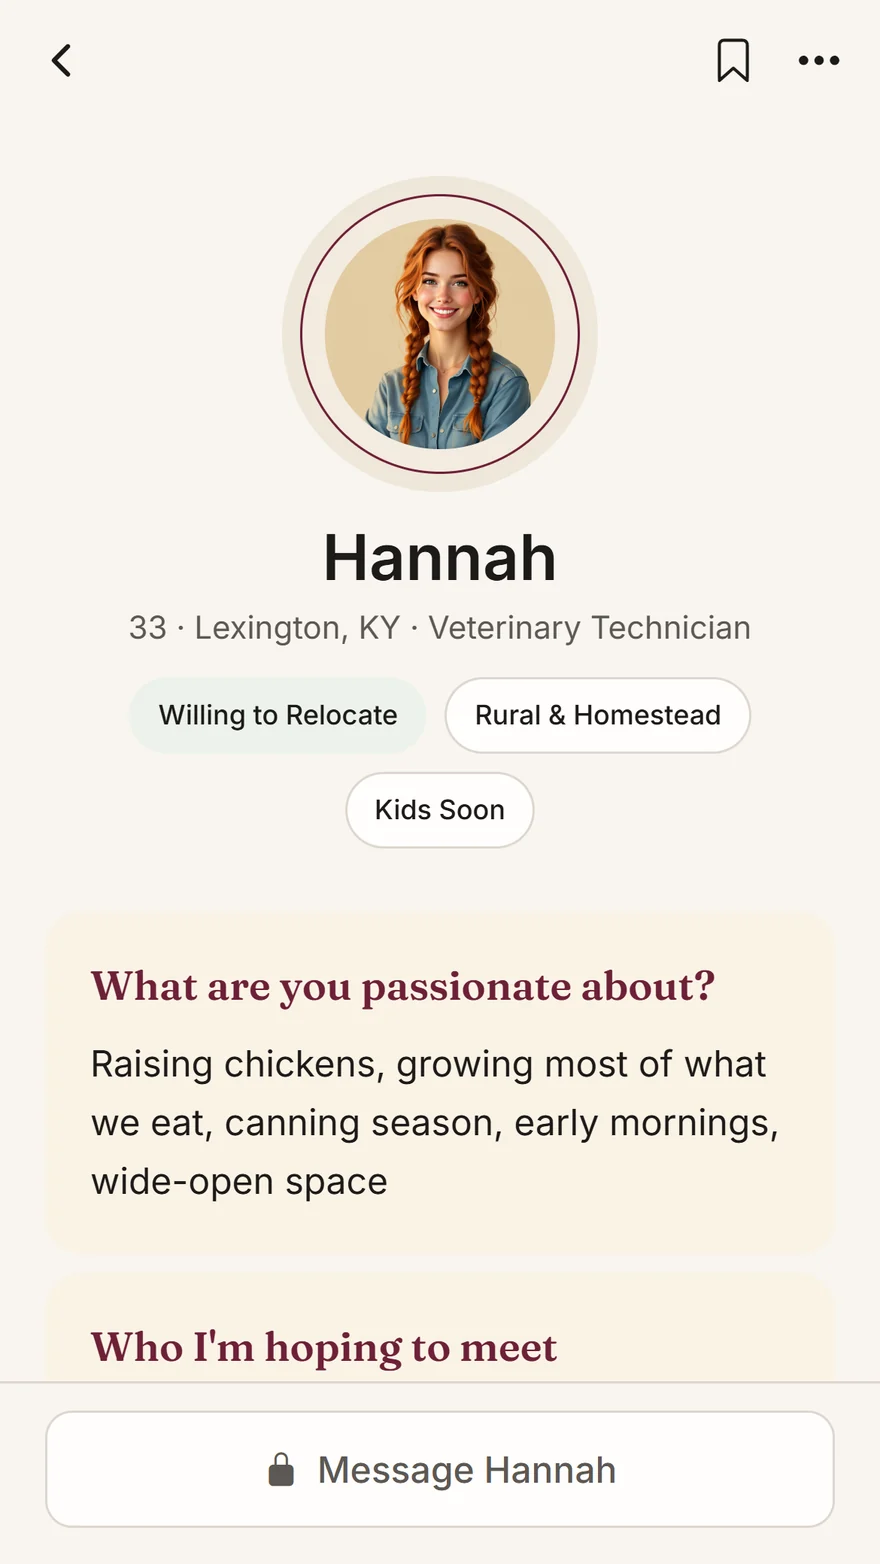 Hannah
33 · Lexington, KY · Veterinary Technician
Willing to Relocate
Rural & Homestead
Kids Soon
What are you passionate about?
Raising chickens, growing most of what
we eat, canning season, early mornings,
wide-open space
Who I'm hoping to meet
Message Hannah